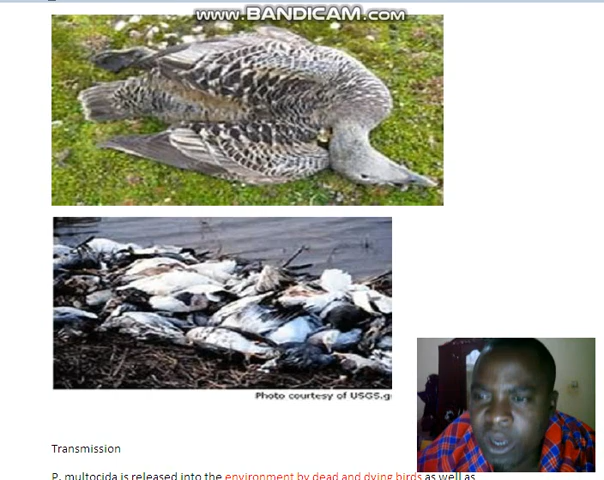 www.BANDICAM.com
Photo courtesy of USGS.g
Transmission
P. multocida is released into the environment by dead and dying birds as well as